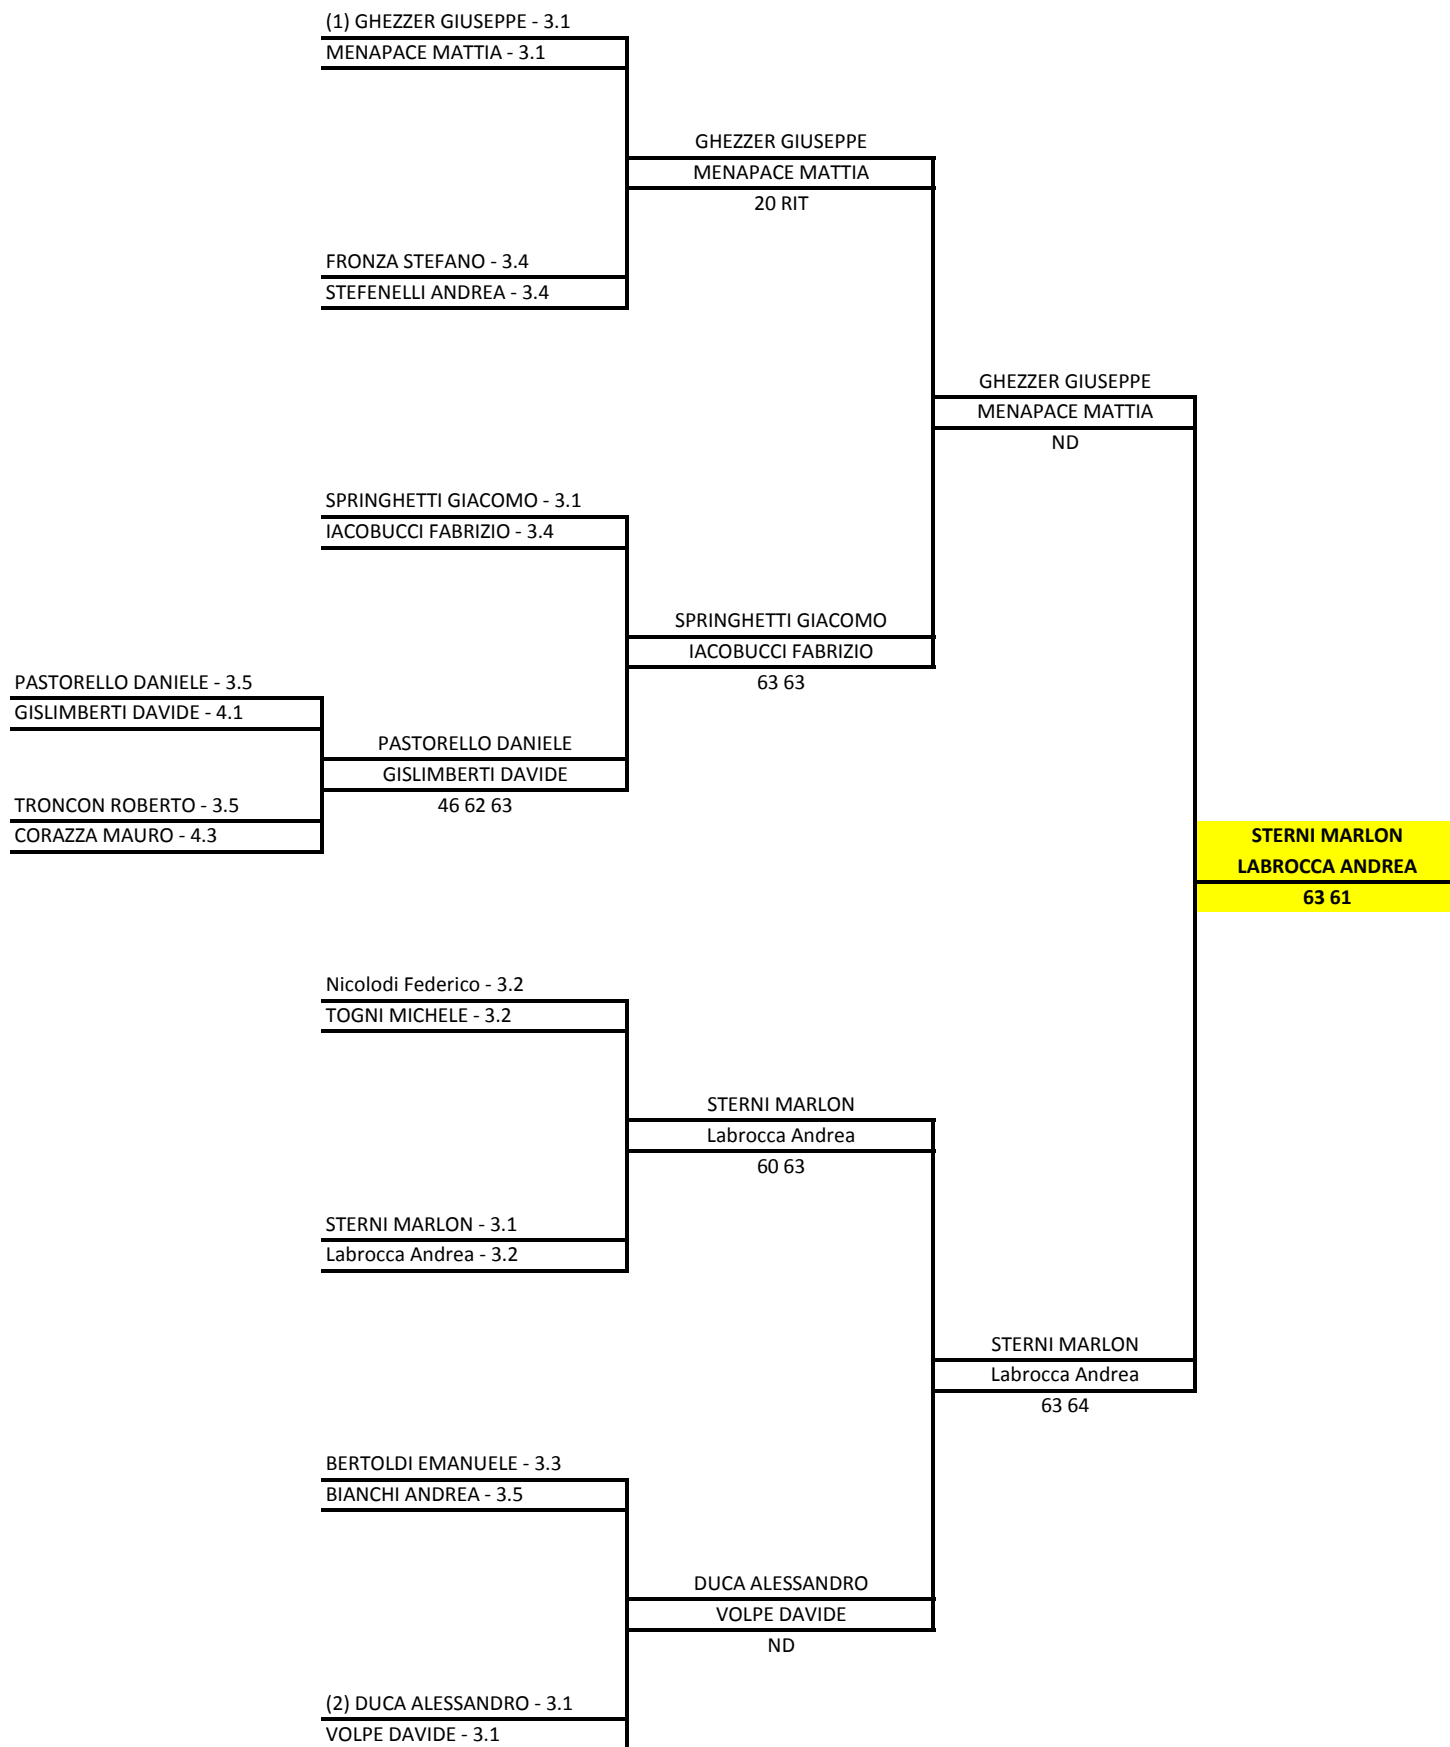 (1) GHEZZER GIUSEPPE - 3.1
MENAPACE MATTIA - 3.1
GHEZZER GIUSEPPE
MENAPACE MATTIA
20 RIT
FRONZA STEFANO - 3.4
STEFENELLI ANDREA - 3.4
GHEZZER GIUSEPPE
MENAPACE MATTIA
ND
SPRINGHETTI GIACOMO - 3.1
IACOBUCCI FABRIZIO - 3.4
SPRINGHETTI GIACOMO
IACOBUCCI FABRIZIO
63 63
PASTORELLO DANIELE - 3.5
GISLIMBERTI DAVIDE - 4.1
PASTORELLO DANIELE
GISLIMBERTI DAVIDE
46 62 63
TRONCON ROBERTO - 3.5
CORAZZA MAURO - 4.3
STERNI MARLON
LABROCCA ANDREA
63 61
Nicolodi Federico - 3.2
TOGNI MICHELE - 3.2
STERNI MARLON
Labrocca Andrea
60 63
STERNI MARLON - 3.1
Labrocca Andrea - 3.2
STERNI MARLON
Labrocca Andrea
63 64
BERTOLDI EMANUELE - 3.3
BIANCHI ANDREA - 3.5
DUCA ALESSANDRO
VOLPE DAVIDE
ND
(2) DUCA ALESSANDRO - 3.1
VOLPE DAVIDE - 3.1